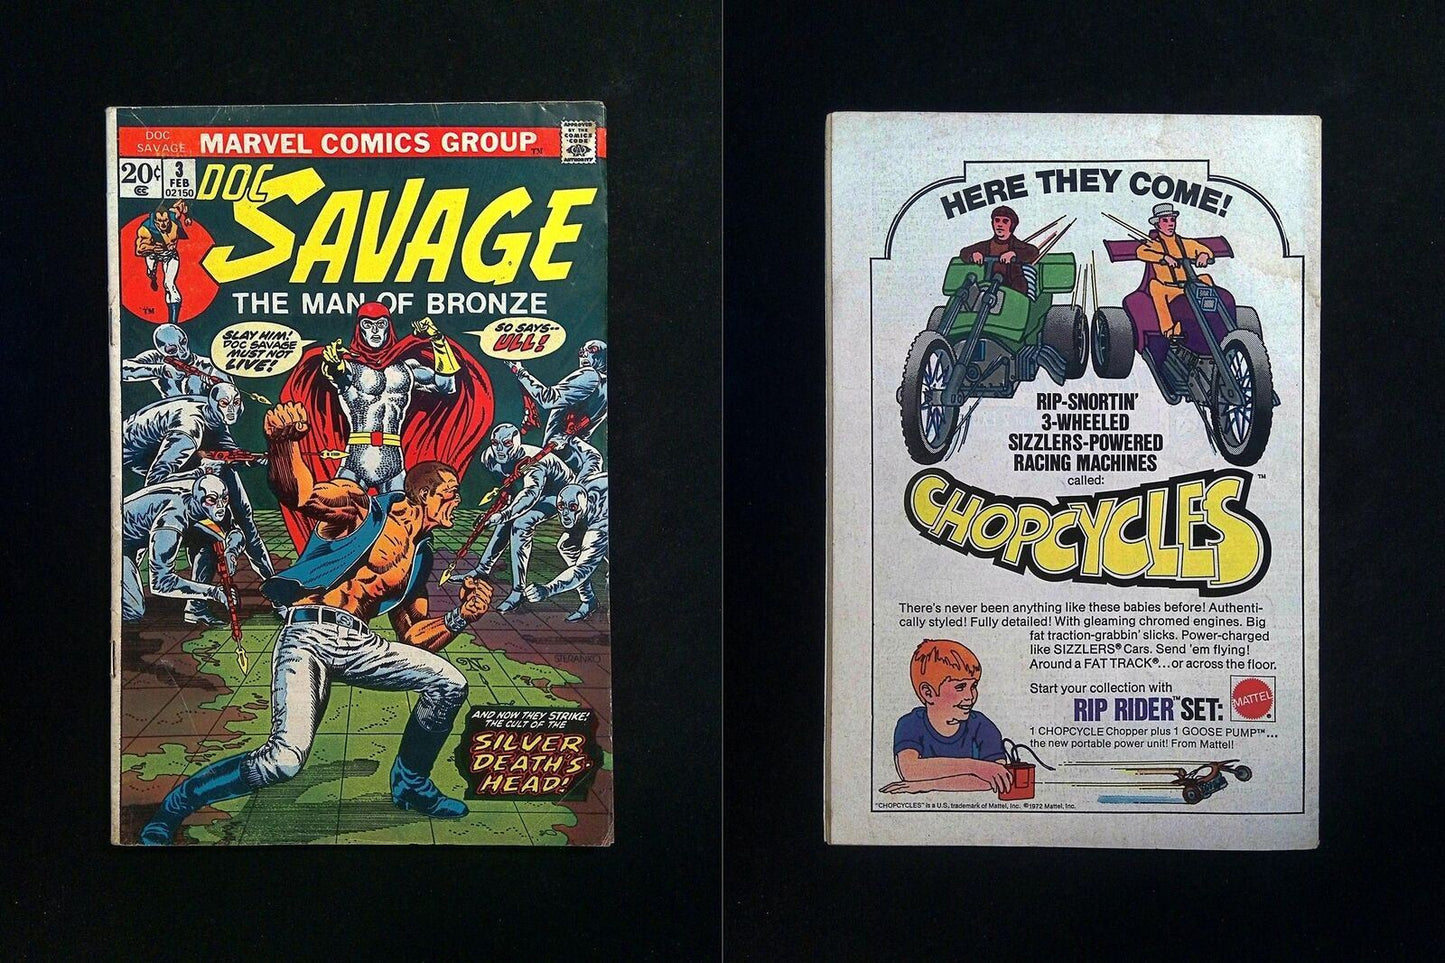 DOC
SAVAGE
MARVEL COMICS GROUP
TM
APPROVED
BY THE
COMICS
CODE
AUTHORITY
20¢
CC
3
FEB
02150
DOC
SAVAGE
THE MAN OF BRONZE
TM
SLAY HIM!
DOC SAVAGE
MUST NOT
LIVE!
SO SAYS--
ULL!
STERANKO
AND NOW THEY STRIKE!
THE CULT OF THE
SILVER
DEATH'S-
HEAD!
HERE THEY COME!
RIP-SNORTIN'
3-WHEELED
SIZZLERS-POWERED
RACING MACHINES
called:
CHOPCYCLES™
There's never been anything like these babies before! Authenti-
cally styled! Fully detailed! With gleaming chromed engines. Big
fat traction-grabbin' slicks. Power-charged
like SIZZLERS® Cars. Send 'em flying!
Around a FAT TRACK®...or across the floor.
Start your collection with
RIP RIDER™ SET:
MATTEL
1 CHOPCYCLE Chopper plus 1 GOOSE PUMP™...
the new portable power unit! From Mattel!
"CHOPCYCLES" is a U.S. trademark of Mattel, Inc. ©1972 Mattel, Inc.